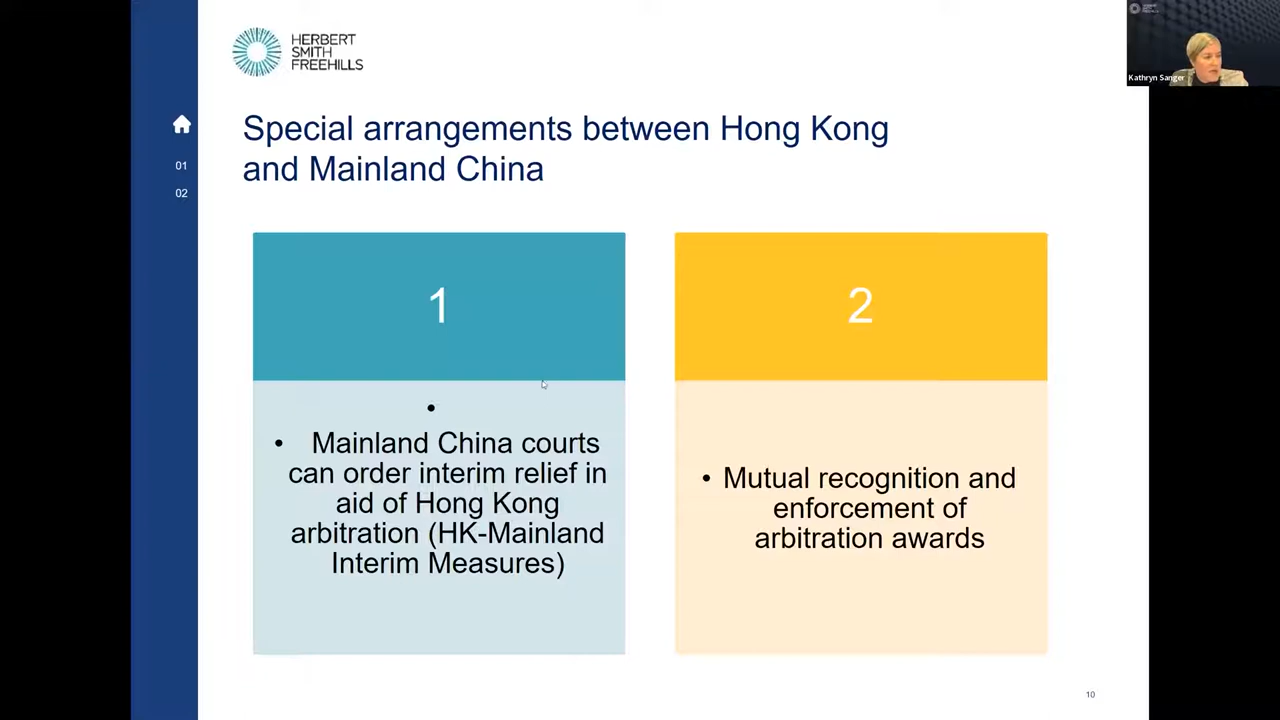 HERBERT
SMITH
FREEHILLS
Kathryn Sanger
01
02
Special arrangements between Hong Kong
and Mainland China
1
•
• Mainland China courts
can order interim relief in
aid of Hong Kong
arbitration (HK-Mainland
Interim Measures)
2
• Mutual recognition and
enforcement of
arbitration awards
10